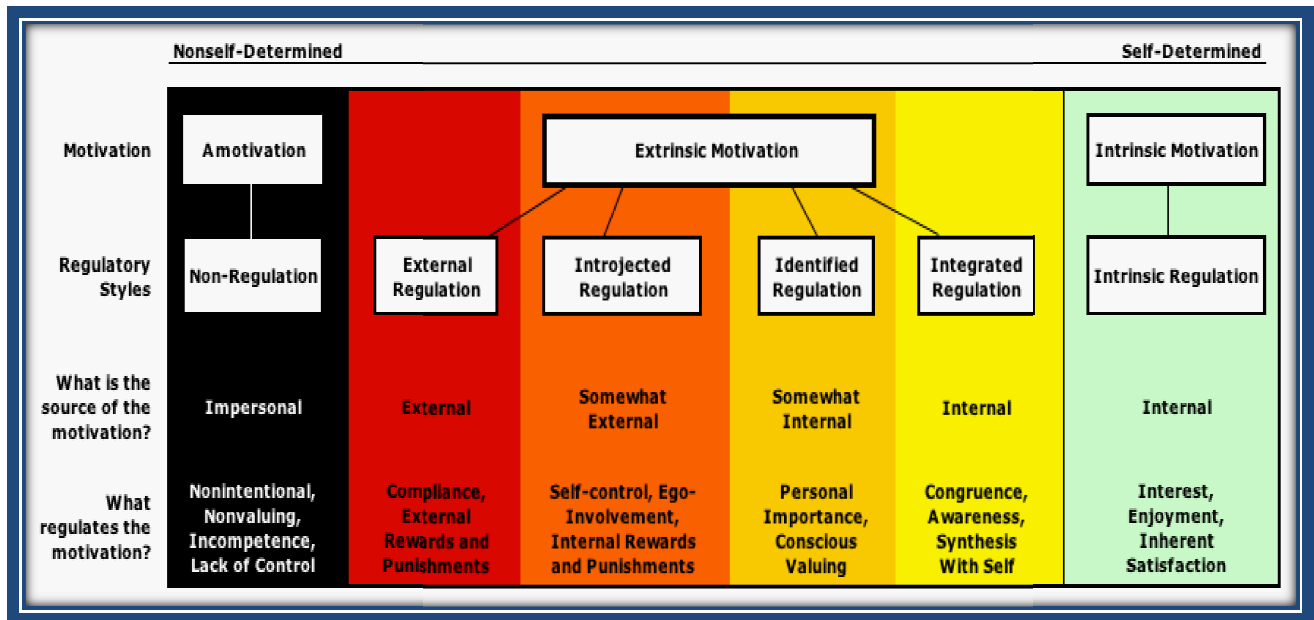 Nonself-Determined
Self-Determined
Motivation
Amotivation
Extrinsic Motivation
Intrinsic Motivation
Regulatory
Styles
Non-Regulation
External
Regulation
Introjected
Regulation
Identified
Regulation
Integrated
Regulation
Intrinsic Regulation
What is the
source of the
motivation?
Impersonal
External
Somewhat
External
Somewhat
Internal
Internal
Internal
What
regulates the
motivation?
Nonintentional,
Nonvaluing,
Incompetence,
Lack of Control
Compliance,
External
Rewards and
Punishments
Self-control, Ego-
Involvement,
Internal Rewards
and Punishments
Personal
Importance,
Conscious
Valuing
Congruence,
Awareness,
Synthesis
With Self
Interest,
Enjoyment,
Inherent
Satisfaction